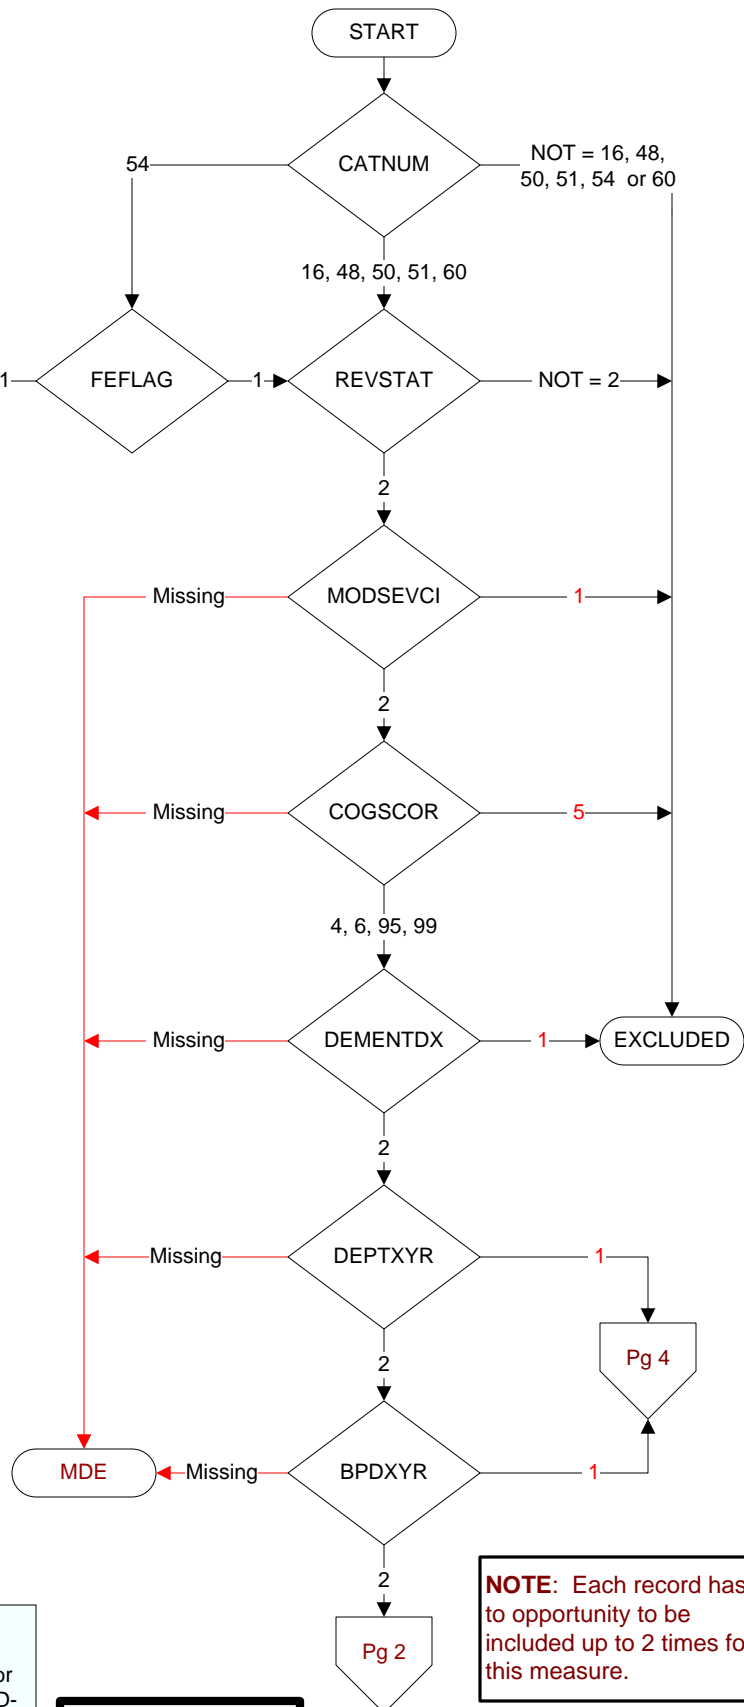 START
CATNUM
54
NOT = 16, 48,
50, 51, 54 or 60
16, 48, 50, 51, 60
1
FEFLAG
1
REVSTAT
NOT = 2
2
Missing
MODSEVCI
1
2
Missing
COGSCOR
5
4, 6, 95, 99
Missing
DEMENTDX
1
EXCLUDED
2
Missing
DEPTXYR
1
Pg 4
2
MDE
Missing
BPDXYR
1
2
Pg 2
NOTE: Each record has
to opportunity to be
included up to 2 times fo
this measure.
or
D-